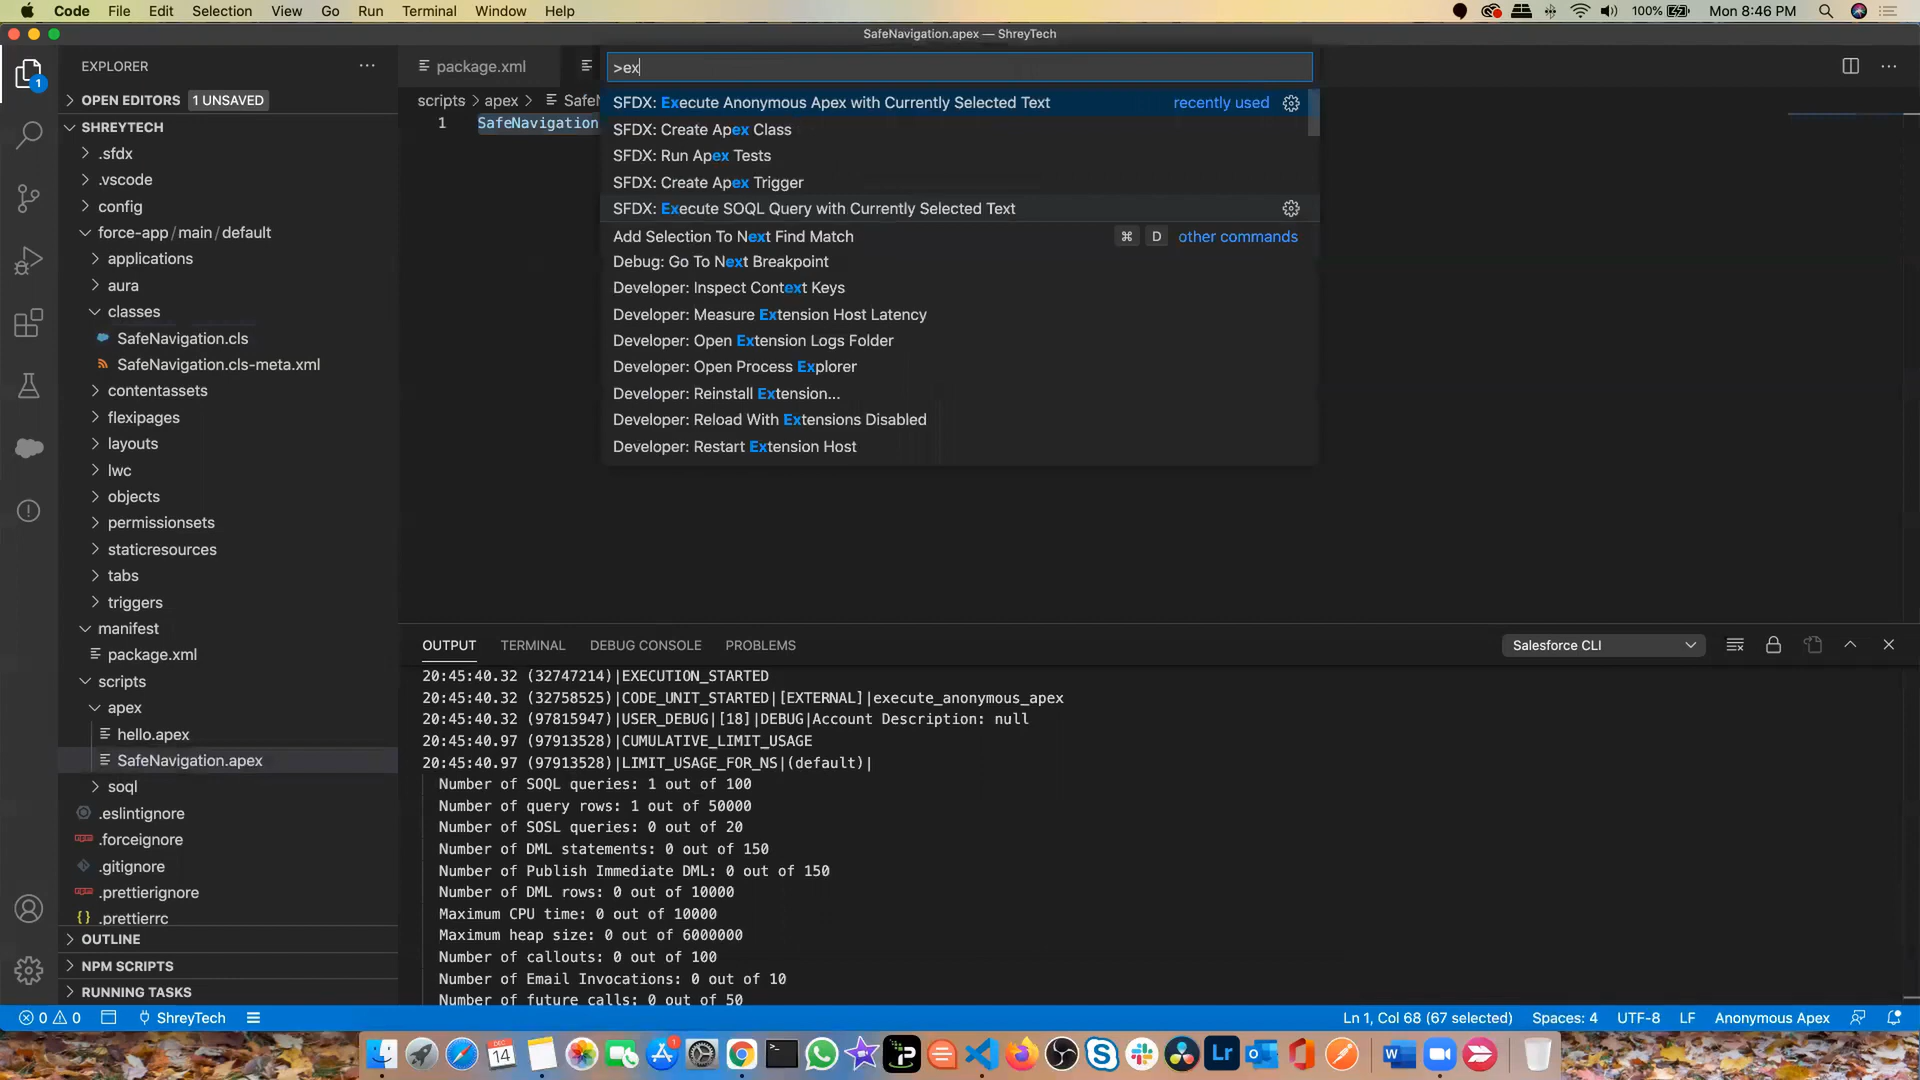 Code File Edit Selection View Go Run Terminal Window Help
100% Mon 8:46 PM
SafeNavigation.apex — ShreyTech
EXPLORER
OPEN EDITORS 1 UNSAVED
SHREYTECH
.sfdx
.vscode
config
force-app/main/default
applications
aura
classes
SafeNavigation.cls
SafeNavigation.cls-meta.xml
contentassets
flexipages
layouts
lwc
objects
permissionsets
staticresources
tabs
triggers
manifest
package.xml
scripts
apex
hello.apex
SafeNavigation.apex
soql
.eslintignore
.forceignore
.gitignore
.prettierignore
.prettierrc
OUTLINE
NPM SCRIPTS
RUNNING TASKS
1
package.xml
scripts > apex >
1 SafeNavigation
>ex
SFDX: Execute Anonymous Apex with Currently Selected Text recently used
SFDX: Create Apex Class
SFDX: Run Apex Tests
SFDX: Create Apex Trigger
SFDX: Execute SOQL Query with Currently Selected Text
Add Selection To Next Find Match ⌘ D other commands
Debug: Go To Next Breakpoint
Developer: Inspect Context Keys
Developer: Measure Extension Host Latency
Developer: Open Extension Logs Folder
Developer: Open Process Explorer
Developer: Reinstall Extension...
Developer: Reload With Extensions Disabled
Developer: Restart Extension Host
OUTPUT TERMINAL DEBUG CONSOLE PROBLEMS
Salesforce CLI
20:45:40.32 (32747214)|EXECUTION_STARTED
20:45:40.32 (32758525)|CODE_UNIT_STARTED|[EXTERNAL]|execute_anonymous_apex
20:45:40.32 (97815947)|USER_DEBUG|[18]|DEBUG|Account Description: null
20:45:40.97 (97913528)|CUMULATIVE_LIMIT_USAGE
20:45:40.97 (97913528)|LIMIT_USAGE_FOR_NS|(default)|
Number of SOQL queries: 1 out of 100
Number of query rows: 1 out of 50000
Number of SOSL queries: 0 out of 20
Number of DML statements: 0 out of 150
Number of Publish Immediate DML: 0 out of 150
Number of DML rows: 0 out of 10000
Maximum CPU time: 0 out of 10000
Maximum heap size: 0 out of 6000000
Number of callouts: 0 out of 100
Number of Email Invocations: 0 out of 10
Number of future calls: 0 out of 50
0 0 ShreyTech
Ln 1, Col 68 (67 selected) Spaces: 4 UTF-8 LF Anonymous Apex
DEC 14
1
Lr
W